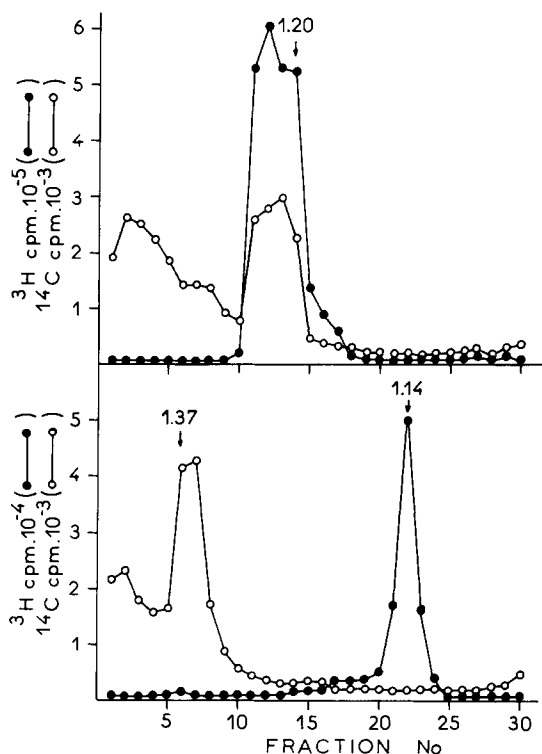 6
5
4
3
2
1
1.20
³H cpm.10⁻⁵(●—●)
¹⁴C cpm.10⁻³(○—○)
5
4
3
2
1
1.37
1.14
³H cpm.10⁻⁴(●—●)
¹⁴C cpm.10⁻³(○—○)
5 10 15 20 25 30
FRACTION No